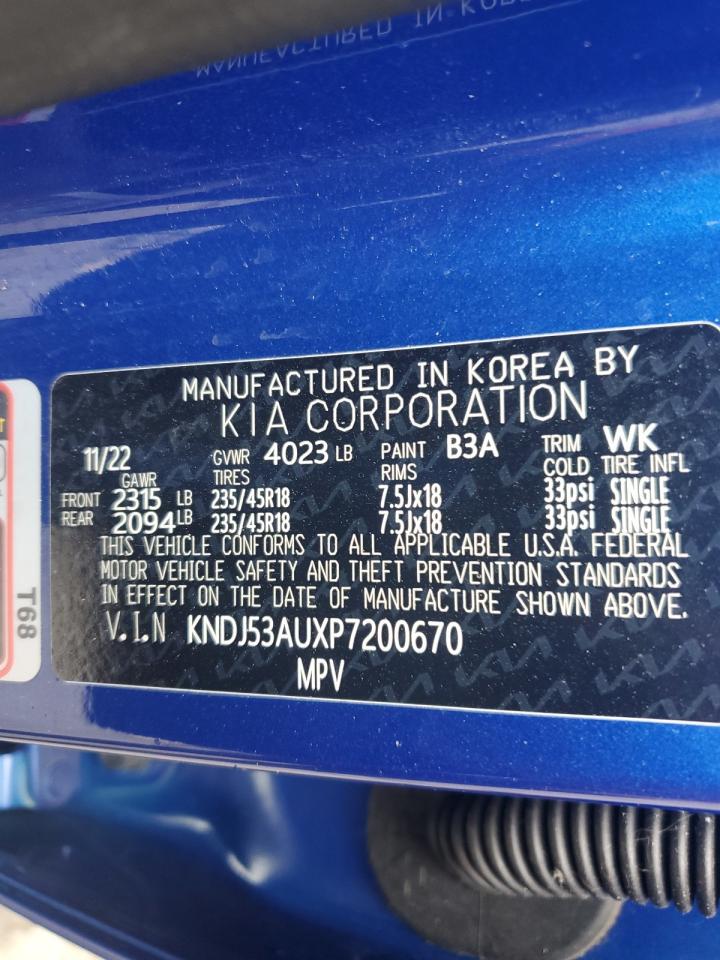 MANUFACTURED IN KOREA BY
KIA CORPORATION
11/22 GVWR 4023 LB PAINT B3A TRIM WK
GAWR TIRES RIMS COLD TIRE INFL
FRONT 2315 LB 235/45R18 7.5Jx18 33psi SINGLE
REAR 2094 LB 235/45R18 7.5Jx18 33psi SINGLE
THIS VEHICLE CONFORMS TO ALL APPLICABLE U.S.A. FEDERAL
MOTOR VEHICLE SAFETY AND THEFT PREVENTION STANDARDS
IN EFFECT ON THE DATE OF MANUFACTURE SHOWN ABOVE.
V.I.N KNDJ53AUXP7200670
MPV
T68